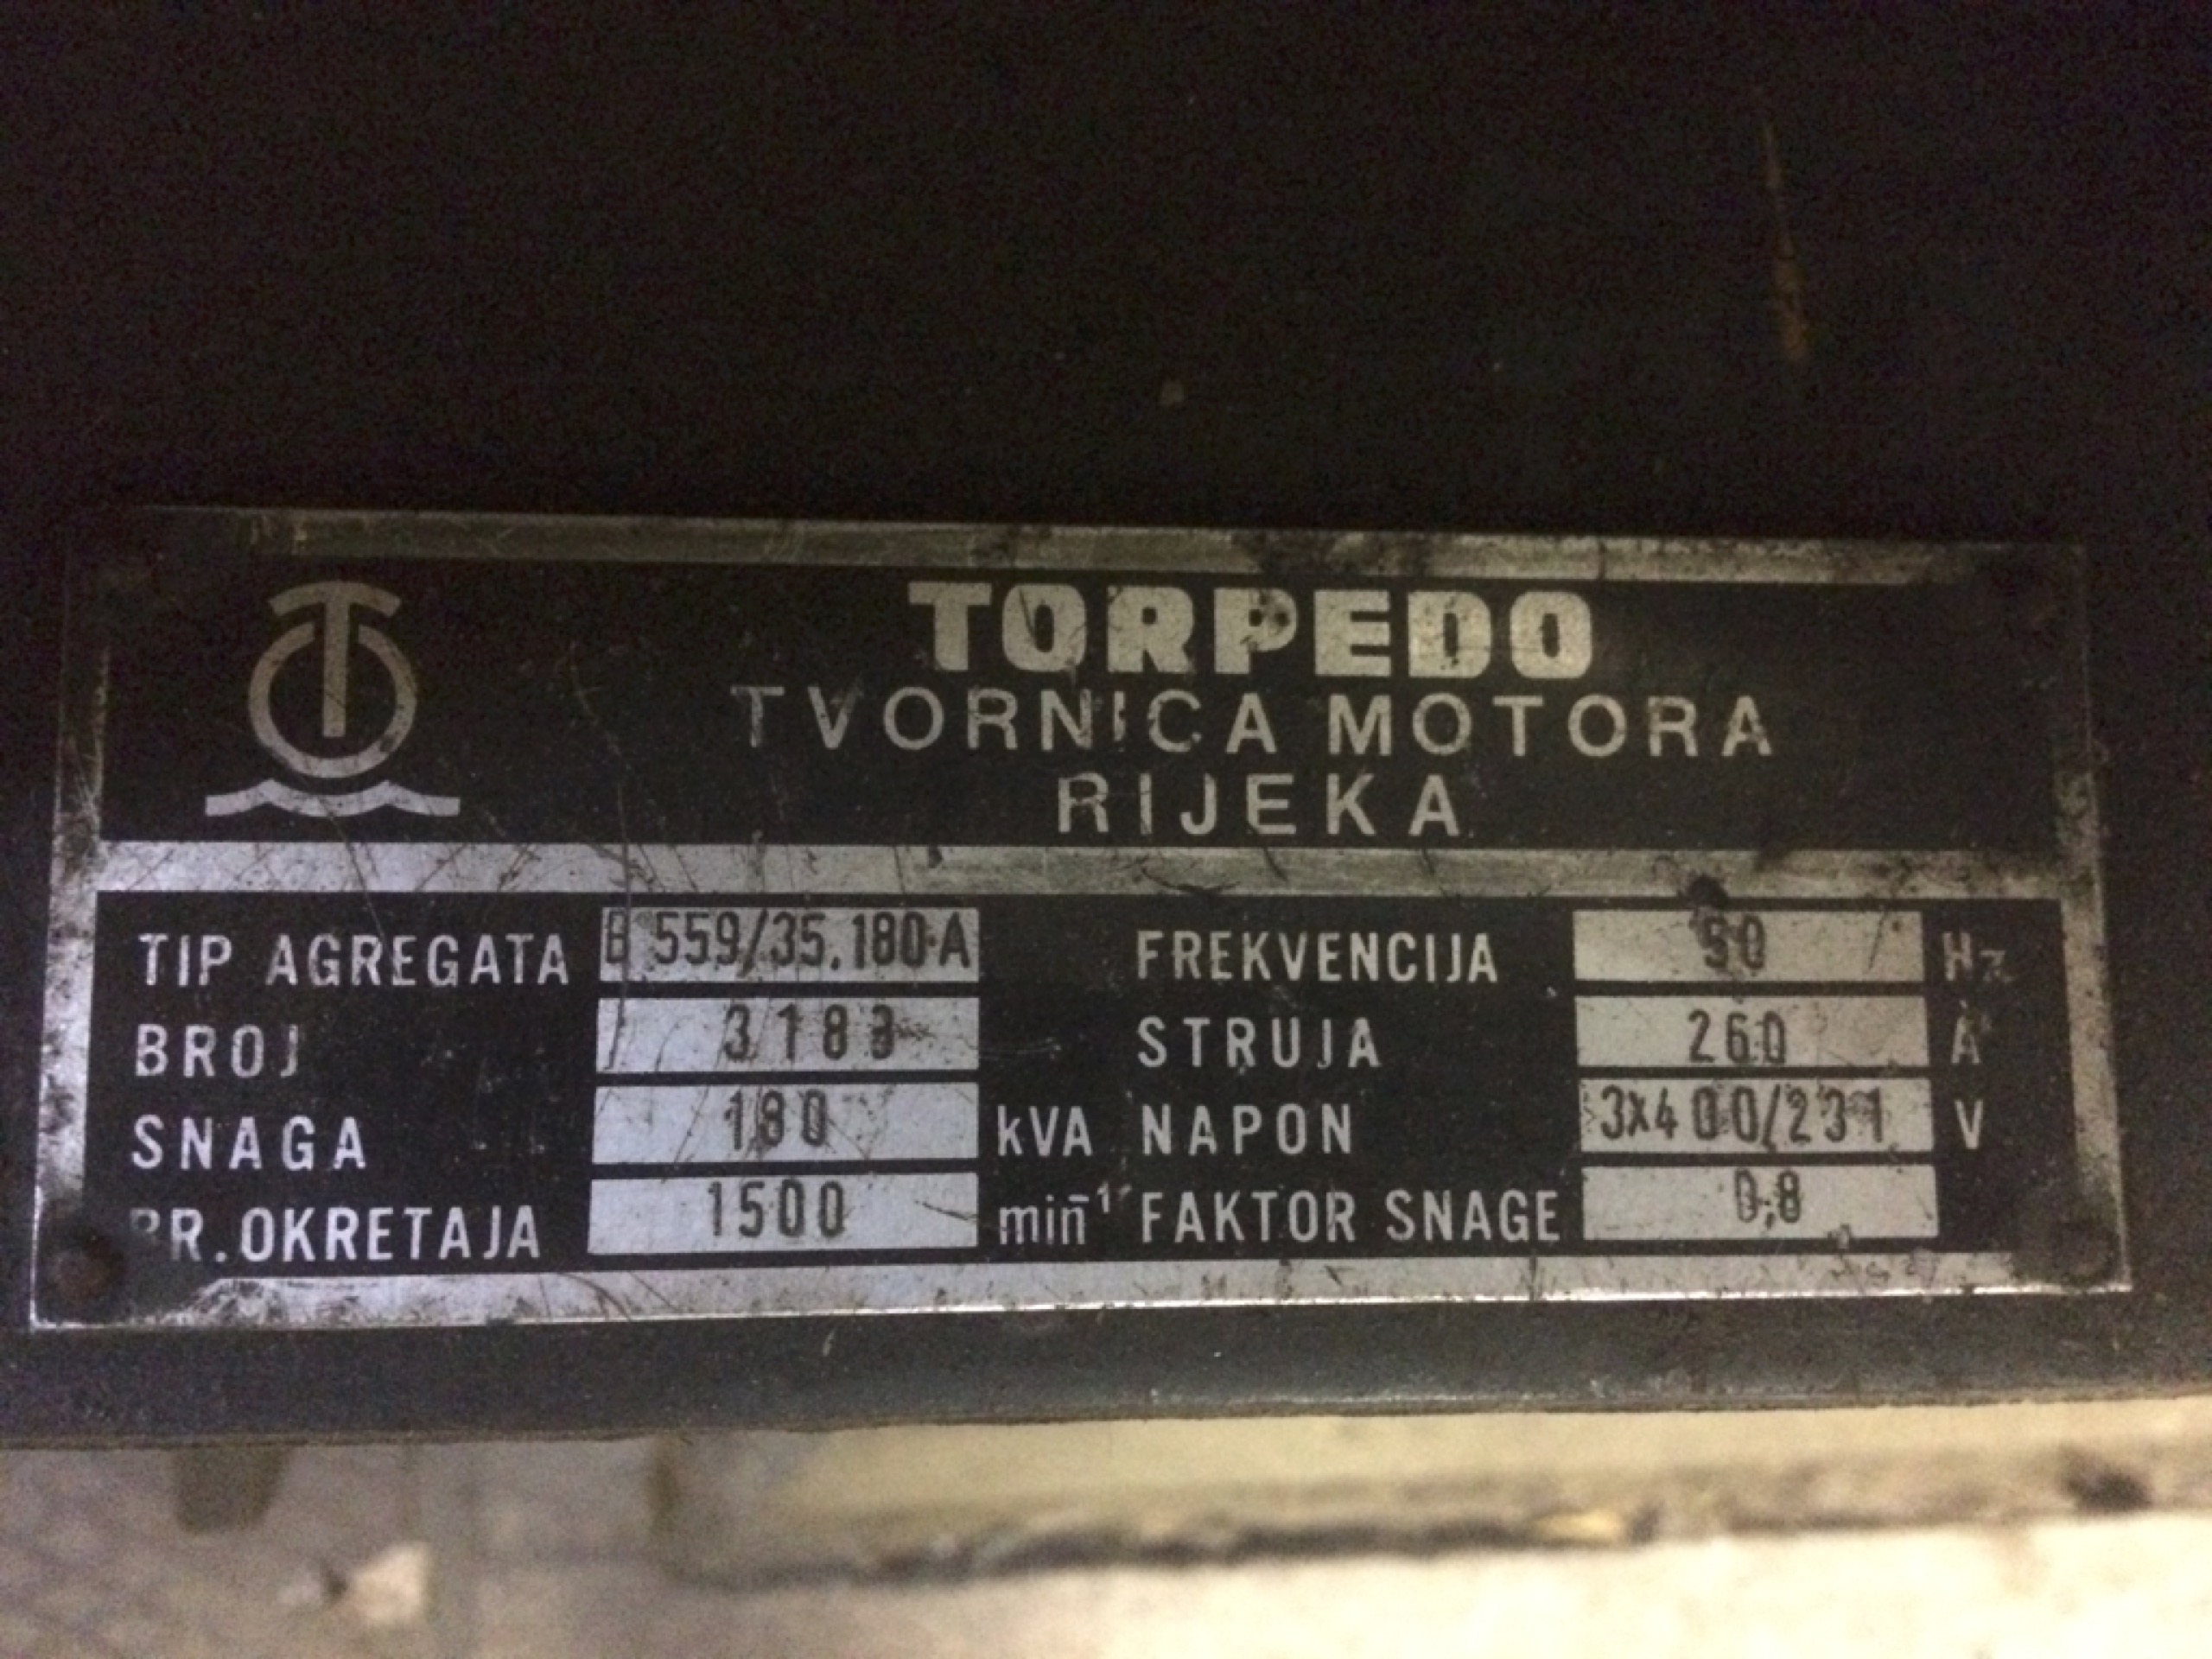 TORPEDO
TVORNICA MOTORA
RIJEKA
TIP AGREGATA B 559/35.180-A FREKVENCIJA 50 Hz
BROJ 3183 STRUJA 260 A
SNAGA 180 kVA NAPON 3x400/231 V
BR. OKRETAJA 1500 min⁻¹ FAKTOR SNAGE 0,8